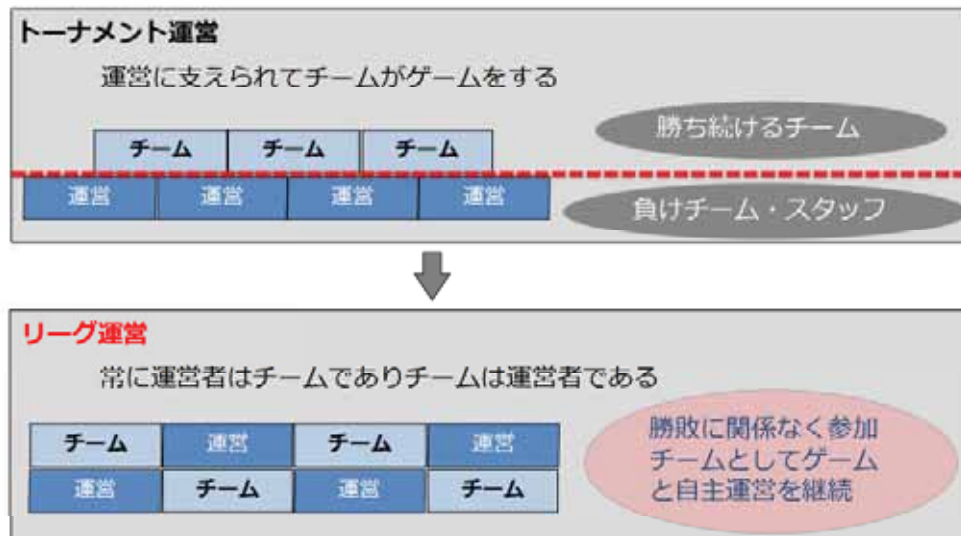 トーナメント運営
運営に支えられてチームがゲームをする
勝ち続けるチーム
チーム チーム チーム
運営 運営 運営 運営
負けチーム・スタッフ
リーグ運営
常に運営者はチームでありチームは運営者である
チーム 運営 チーム 運営
運営 チーム 運営 チーム
勝敗に関係なく参加
チームとしてゲーム
と自主運営を継続